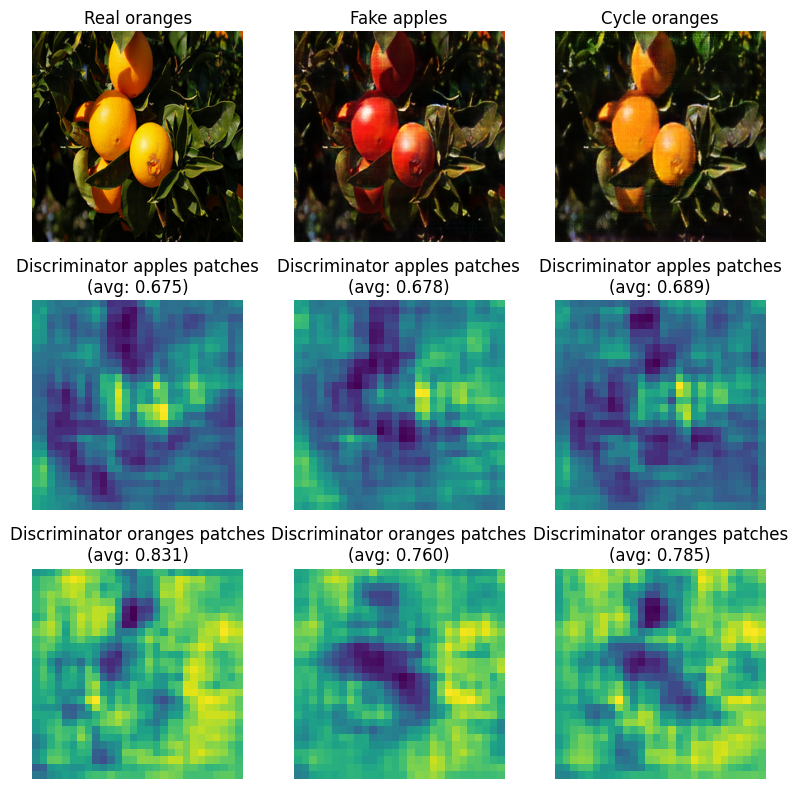 Real oranges
Fake apples
Cycle oranges
Discriminator apples patches
(avg: 0.675)
Discriminator apples patches
(avg: 0.678)
Discriminator apples patches
(avg: 0.689)
Discriminator oranges patches
(avg: 0.831)
Discriminator oranges patches
(avg: 0.760)
Discriminator oranges patches
(avg: 0.785)